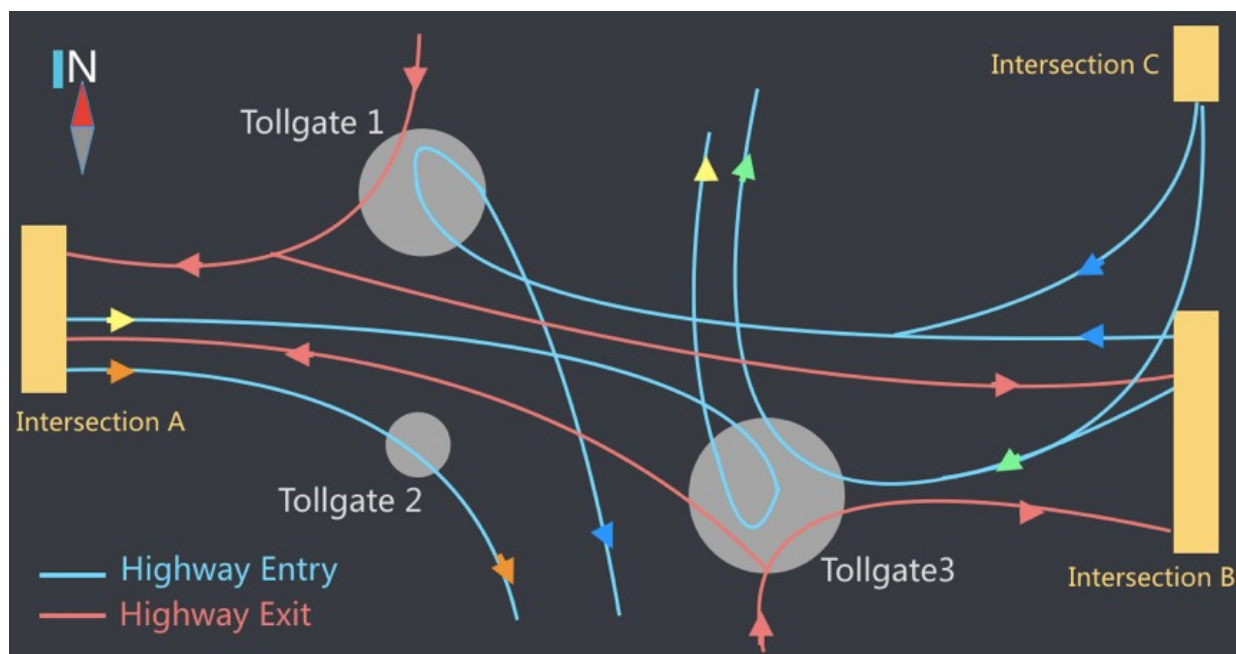 Intersection C
N
Tollgate 1
Intersection A
Tollgate 2
Highway Entry
Tollgate3
Intersection B
Highway Exit